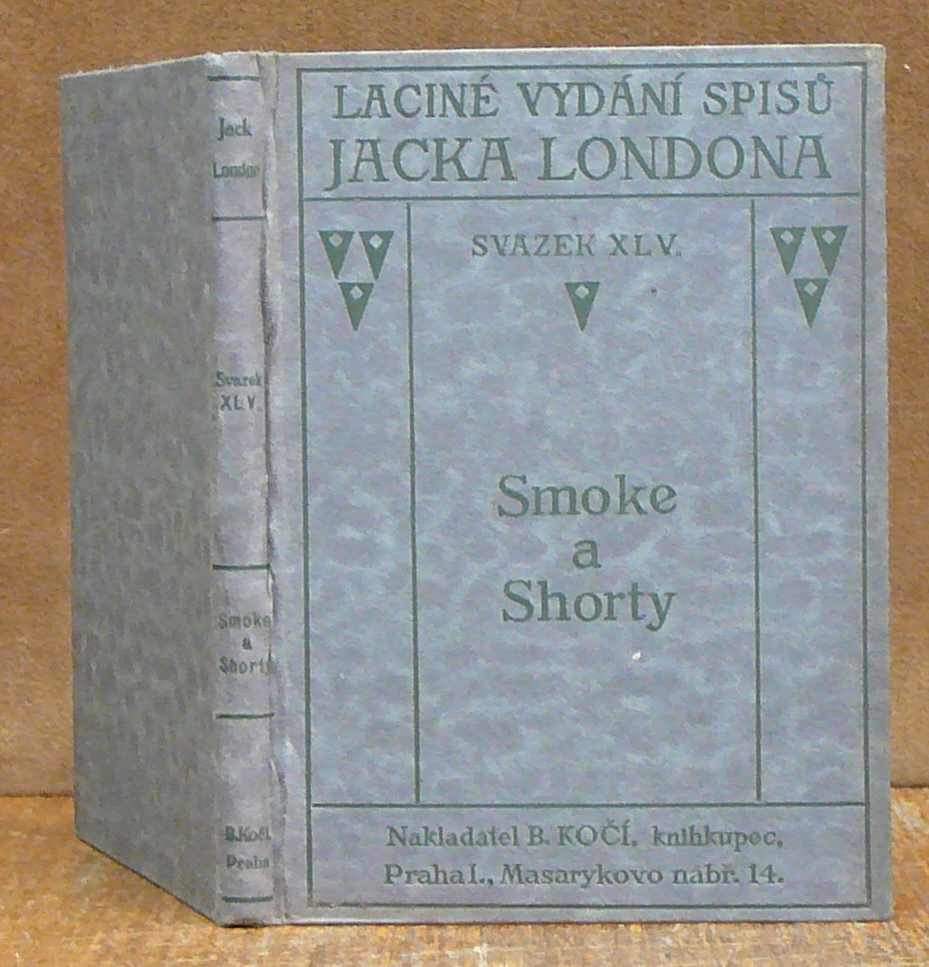 LACINÉ VYDÁNÍ SPISŮ
JACKA LONDONA
SVAZEK XLV.
Smoke
a
Shorty
Nakladatel B. KOČÍ, knihkupec,
Praha I., Masarykovo nábř. 14.
Jack
London
Svazek
XLV.
Smoke
a
Shorty
B. Kočí,
Praha